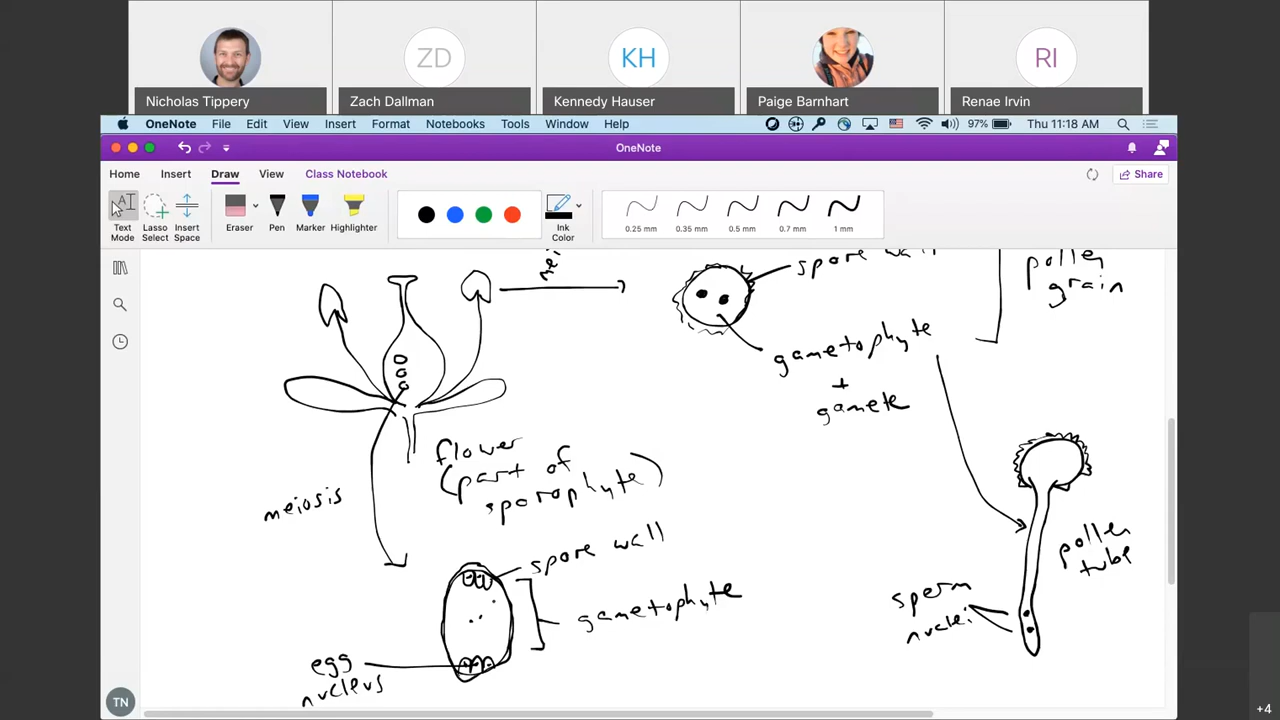 ZD
KH
RI
Nicholas Tippery
Zach Dallman
Kennedy Hauser
Paige Barnhart
Renae Irvin
OneNote File Edit View Insert Format Notebooks Tools Window Help
97% Thu 11:18 AM
OneNote
Home Insert Draw View Class Notebook
Share
Text Mode
Lasso Select
Insert Space
Eraser
Pen
Marker
Highlighter
Ink Color
0.25 mm
0.35 mm
0.5 mm
0.7 mm
1 mm
spore wall
pollen
grain
gametophyte
+
gamete
flower
(part of
sporophyte)
meiosis
spore wall
gametophyte
egg
nucleus
pollen
tube
sperm
nuclei
TN
+4